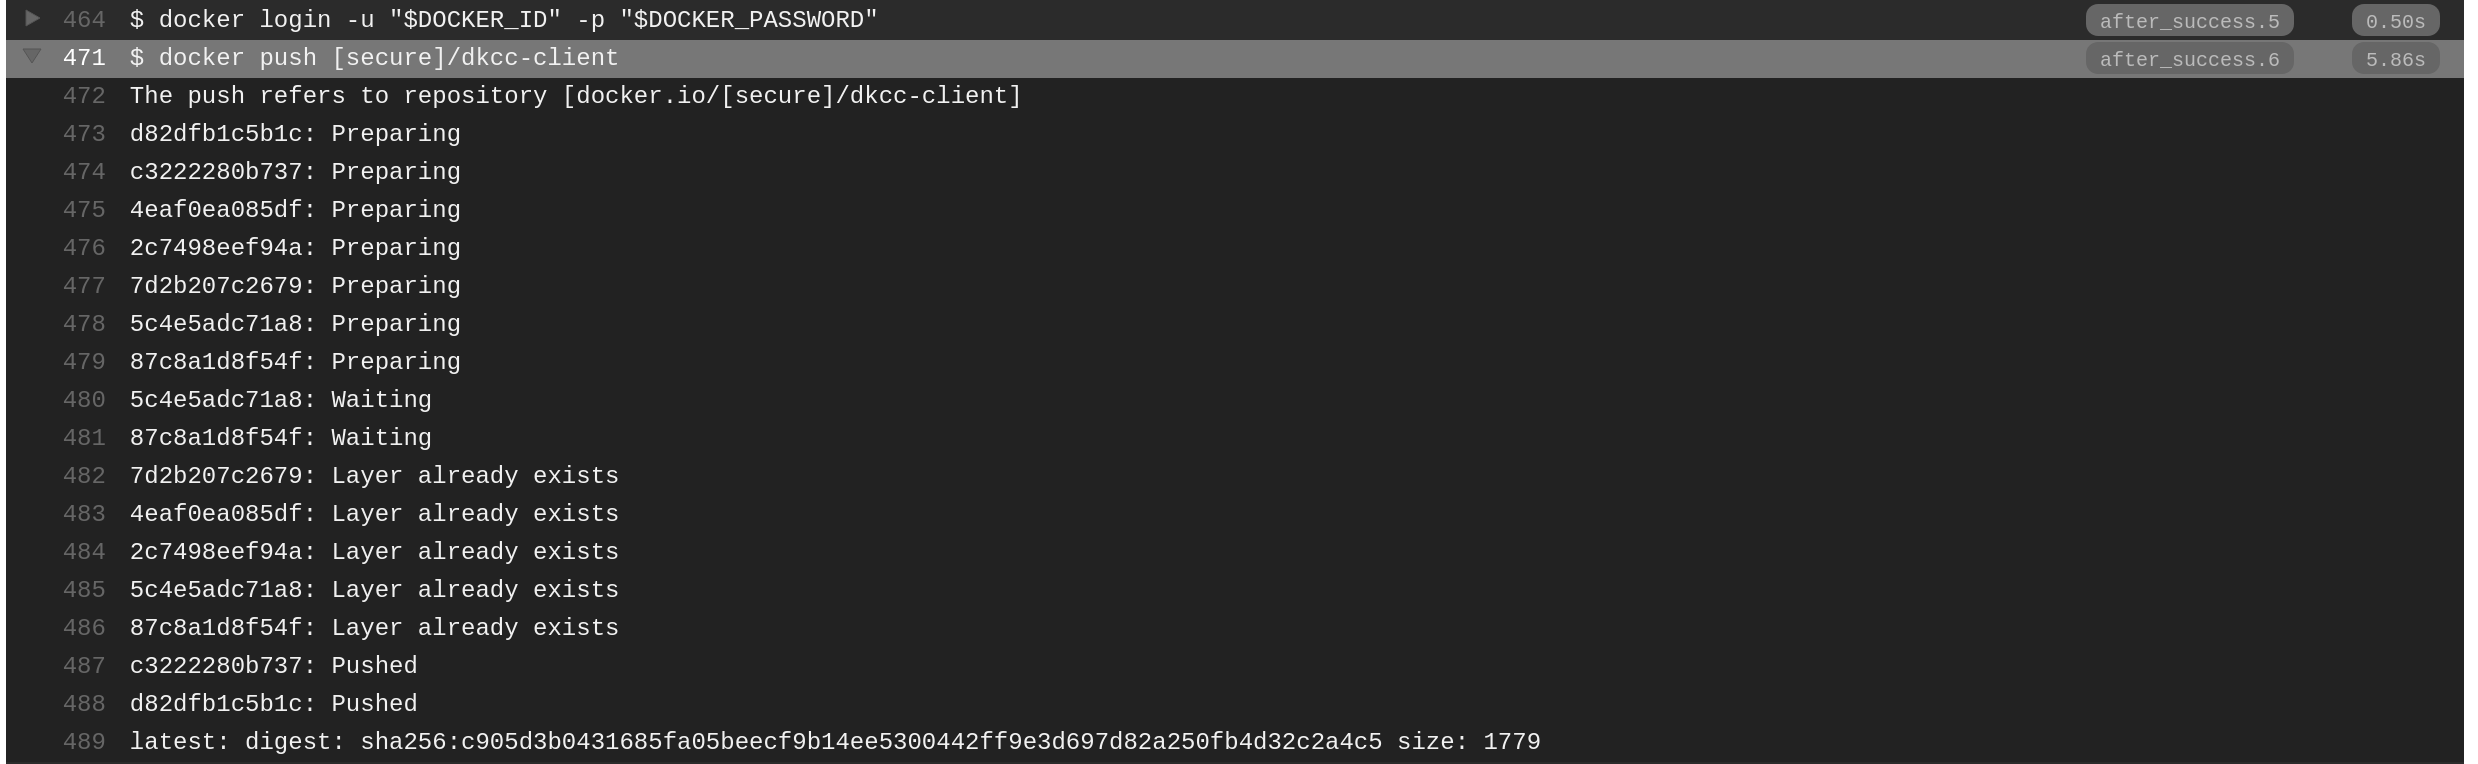 464 $ docker login -u "$DOCKER_ID" -p "$DOCKER_PASSWORD" after_success.5 0.50s
471 $ docker push [secure]/dkcc-client after_success.6 5.86s
472 The push refers to repository [docker.io/[secure]/dkcc-client]
473 d82dfb1c5b1c: Preparing
474 c3222280b737: Preparing
475 4eaf0ea085df: Preparing
476 2c7498eef94a: Preparing
477 7d2b207c2679: Preparing
478 5c4e5adc71a8: Preparing
479 87c8a1d8f54f: Preparing
480 5c4e5adc71a8: Waiting
481 87c8a1d8f54f: Waiting
482 7d2b207c2679: Layer already exists
483 4eaf0ea085df: Layer already exists
484 2c7498eef94a: Layer already exists
485 5c4e5adc71a8: Layer already exists
486 87c8a1d8f54f: Layer already exists
487 c3222280b737: Pushed
488 d82dfb1c5b1c: Pushed
489 latest: digest: sha256:c905d3b0431685fa05beecf9b14ee5300442ff9e3d697d82a250fb4d32c2a4c5 size: 1779